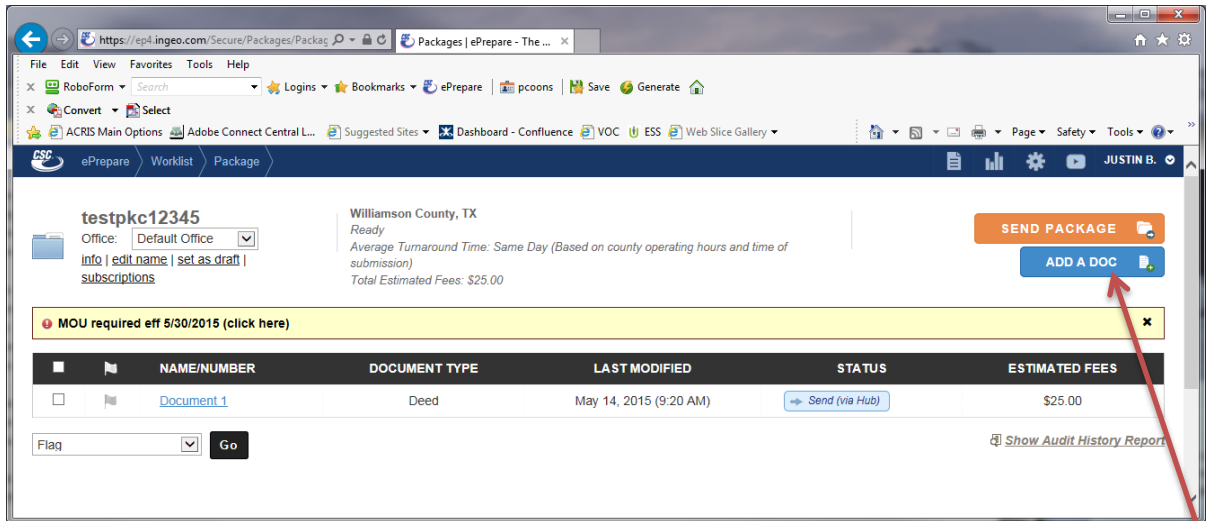 https://ep4.ingeo.com/Secure/Packages/Packag
Packages | ePrepare - The ...
File Edit View Favorites Tools Help
RoboForm Search Logins Bookmarks ePrepare pcoons Save Generate
Convert Select
ACRIS Main Options Adobe Connect Central L... Suggested Sites Dashboard - Confluence VOC ESS Web Slice Gallery Page Safety Tools
CSC ePrepare Worklist Package JUSTIN B.
testpkc12345
Office: Default Office
info | edit name | set as draft |
subscriptions
Williamson County, TX
Ready
Average Turnaround Time: Same Day (Based on county operating hours and time of
submission)
Total Estimated Fees: $25.00
SEND PACKAGE
ADD A DOC
MOU required eff 5/30/2015 (click here)
NAME/NUMBER DOCUMENT TYPE LAST MODIFIED STATUS ESTIMATED FEES
Document 1 Deed May 14, 2015 (9:20 AM) Send (via Hub) $25.00
Flag Go
Show Audit History Report